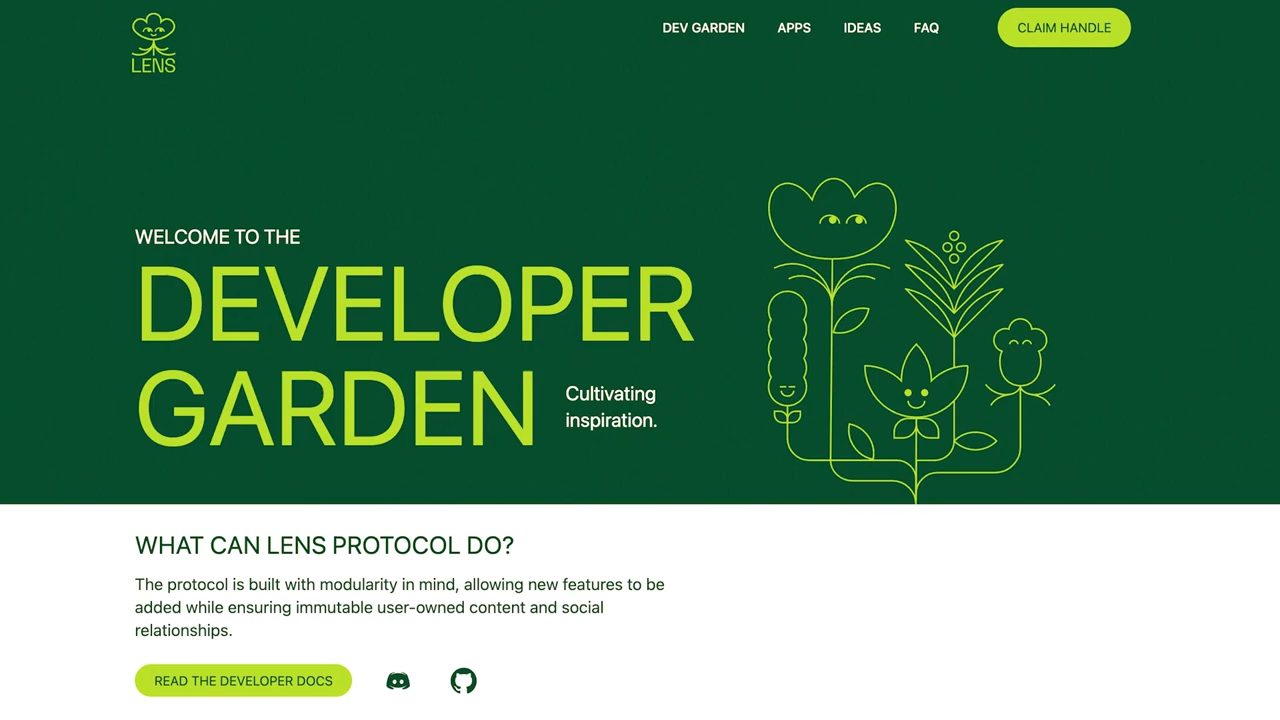 LENS
DEV GARDEN
APPS
IDEAS
FAQ
CLAIM HANDLE
WELCOME TO THE
DEVELOPER
GARDEN
Cultivating
inspiration.
WHAT CAN LENS PROTOCOL DO?
The protocol is built with modularity in mind, allowing new features to be
added while ensuring immutable user-owned content and social
relationships.
READ THE DEVELOPER DOCS